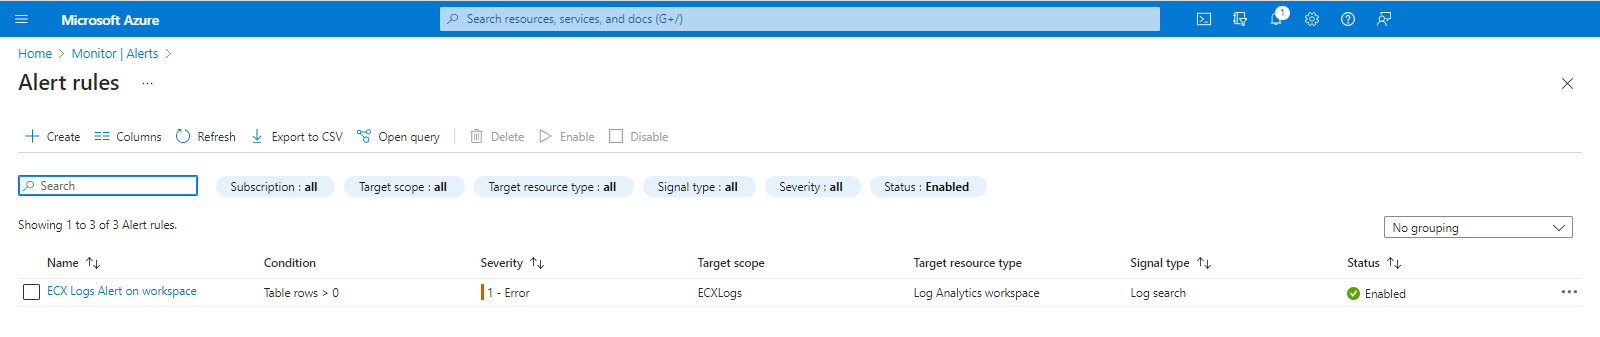 Microsoft Azure
Search resources, services, and docs (G+/)
1
Home > Monitor | Alerts >
Alert rules ...
Create Columns Refresh Export to CSV Open query Delete Enable Disable
Search
Subscription : all Target scope : all Target resource type : all Signal type : all Severity : all Status : Enabled
Showing 1 to 3 of 3 Alert rules.
No grouping
Name Condition Severity Target scope Target resource type Signal type Status
ECX Logs Alert on workspace Table rows > 0 1 - Error ECXLogs Log Analytics workspace Log search Enabled ...